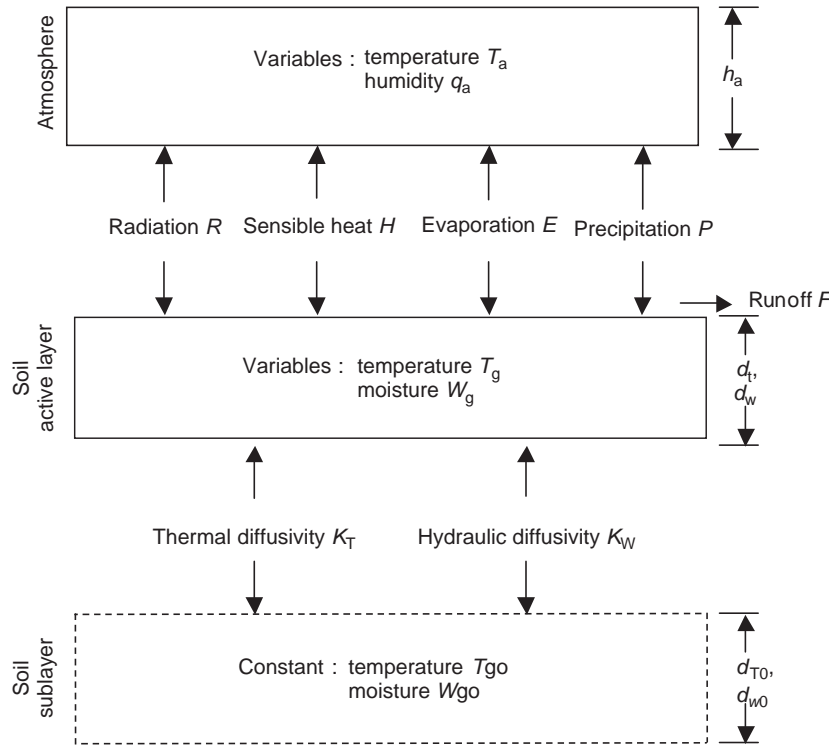 Atmosphere
Variables : temperature Ta
humidity qa
ha
Radiation R
Sensible heat H
Evaporation E
Precipitation P
Runoff F
Soil
active layer
Variables : temperature Tg
moisture Wg
dt,
dw
Thermal diffusivity KT
Hydraulic diffusivity KW
Soil
sublayer
Constant : temperature Tgo
moisture Wgo
dT0,
dw0